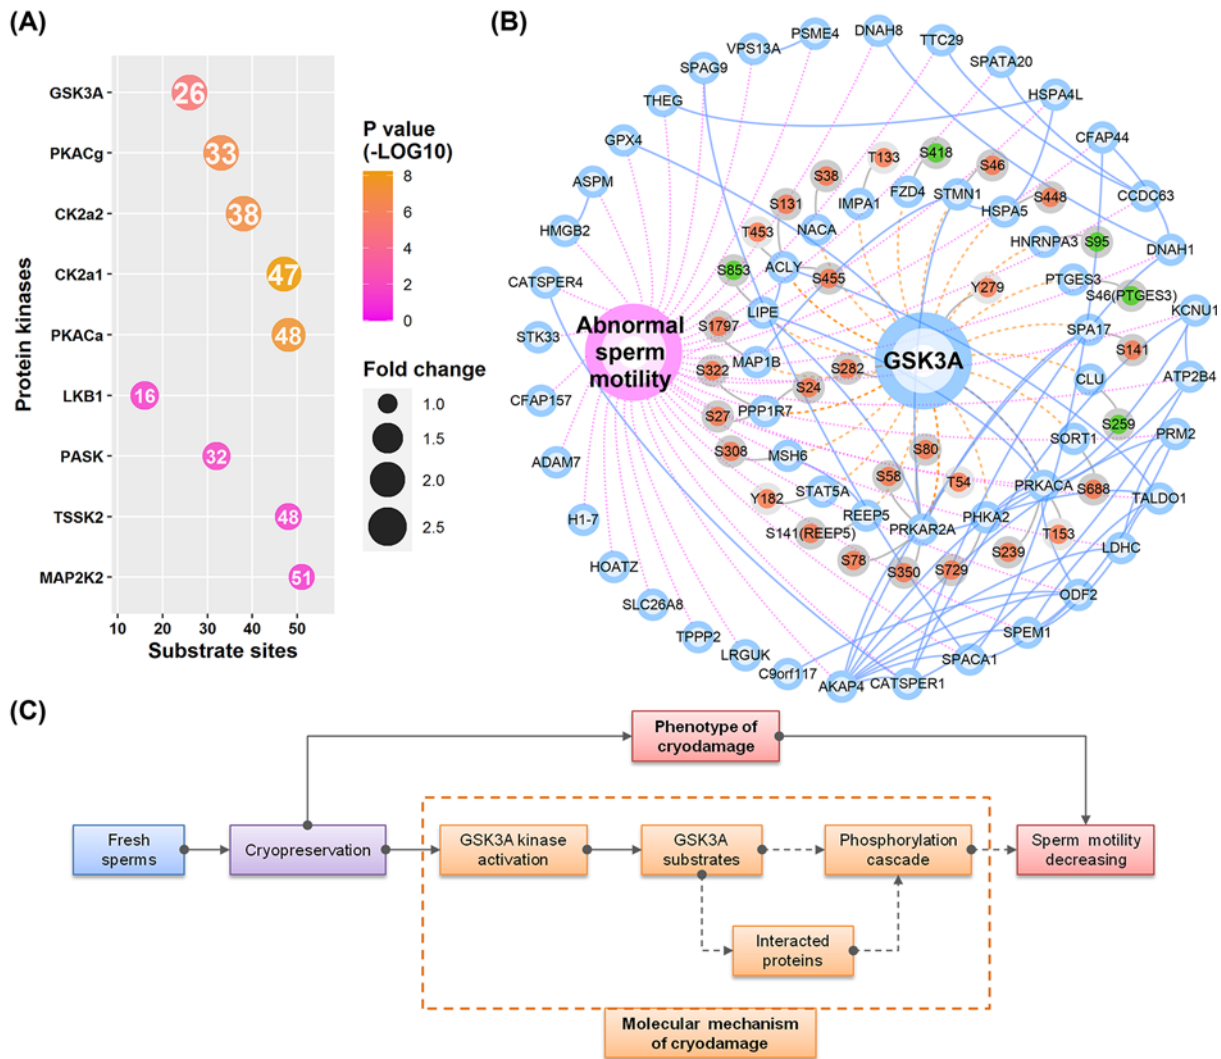 (A)
GSK3A
PKACg
CK2a2
CK2a1
PKACa
LKB1
PASK
TSSK2
MAP2K2
Protein kinases
26
33
38
47
48
16
32
48
51
10 20 30 40 50
Substrate sites
P value
(-LOG10)
8
6
4
2
0
Fold change
1.0
1.5
2.0
2.5
(B)
PSME4
DNAH8
TTC29
VPS13A
SPATA20
SPAG9
HSPA4L
THEG
CFAP44
GPX4
T133
S418
S46
S38
ASPM
IMPA1
FZD4
STMN1
S448
CCDC63
S131
HSPA5
HMGB2
T453
NACA
HNRNPA3
S95
DNAH1
CATSPER4
S853
ACLY
S455
Y279
PTGES3
S46(PTGES3)
LIPE
KCNU1
STK33
S1797
SPA17
Abnormal
sperm
motility
GSK3A
S141
MAP1B
S322
S282
CLU
ATP2B4
CFAP157
S24
S27
PPP1R7
S259
SORT1
PRM2
ADAM7
S308
MSH6
S80
S58
T54
PRKACA
S688
TALDO1
Y182
STAT5A
H1-7
REEP5
PRKAR2A
PHKA2
S141(REEP5)
T153
LDHC
HOATZ
S78
S350
S729
S239
ODF2
SLC26A8
SPEM1
TPPP2
LRGUK
SPACA1
C9orf117
AKAP4
CATSPER1
(C)
Phenotype of
cryodamage
Fresh
sperms
Cryopreservation
GSK3A kinase
activation
GSK3A
substrates
Phosphorylation
cascade
Sperm motility
decreasing
Interacted
proteins
Molecular mechanism
of cryodamage